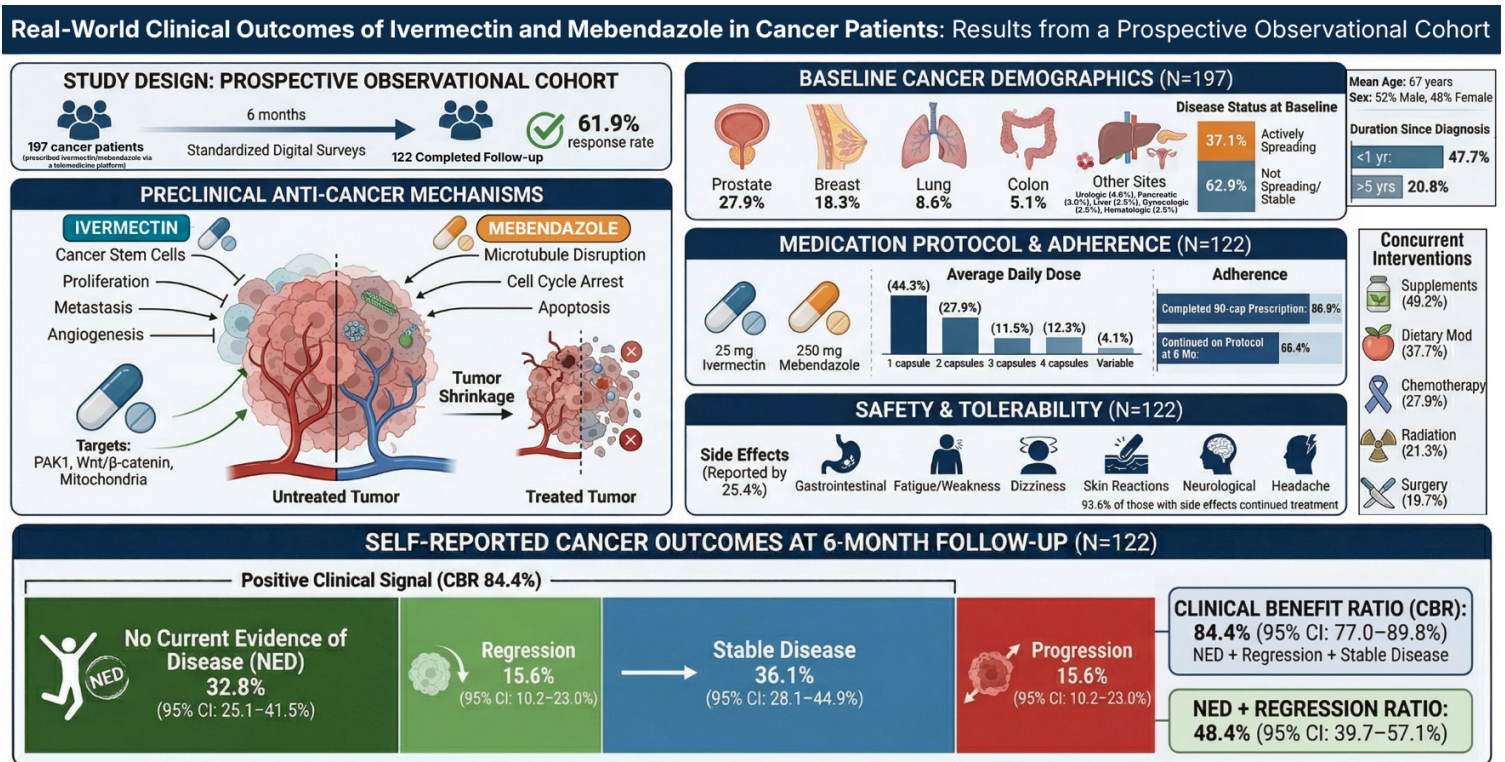 Real-World Clinical Outcomes of Ivermectin and Mebendazole in Cancer Patients: Results from a Prospective Observational Cohort
STUDY DESIGN: PROSPECTIVE OBSERVATIONAL COHORT
197 cancer patients
(prescribed ivermectin/mebendazole via
a telemedicine platform)
6 months
Standardized Digital Surveys
122 Completed Follow-up
61.9%
response rate
PRECLINICAL ANTI-CANCER MECHANISMS
IVERMECTIN
Cancer Stem Cells
Proliferation
Metastasis
Angiogenesis
MEBENDAZOLE
Microtubule Disruption
Cell Cycle Arrest
Apoptosis
Targets:
PAK1, Wnt/β-catenin,
Mitochondria
Tumor
Shrinkage
Untreated Tumor
Treated Tumor
BASELINE CANCER DEMOGRAPHICS (N=197)
Prostate
27.9%
Breast
18.3%
Lung
8.6%
Colon
5.1%
Other Sites
Urologic (4.6%), Pancreatic
(3.0%), Liver (2.5%), Gynecologic
(2.5%), Hematologic (2.5%)
Disease Status at Baseline
37.1%
Actively
Spreading
62.9%
Not
Spreading/
Stable
Mean Age: 67 years
Sex: 52% Male, 48% Female
Duration Since Diagnosis
<1 yr:
47.7%
>5 yrs
20.8%
MEDICATION PROTOCOL & ADHERENCE (N=122)
25 mg
Ivermectin
250 mg
Mebendazole
Average Daily Dose
(44.3%)
(27.9%)
(11.5%)
(12.3%)
(4.1%)
1 capsule
2 capsules
3 capsules
4 capsules
Variable
Adherence
Completed 90-cap Prescription:
86.9%
Continued on Protocol
at 6 Mo:
66.4%
Concurrent
Interventions
Supplements
(49.2%)
Dietary Mod
(37.7%)
Chemotherapy
(27.9%)
Radiation
(21.3%)
Surgery
(19.7%)
SAFETY & TOLERABILITY (N=122)
Side Effects
(Reported by
25.4%)
Gastrointestinal
Fatigue/Weakness
Dizziness
Skin Reactions
Neurological
Headache
93.6% of those with side effects continued treatment
SELF-REPORTED CANCER OUTCOMES AT 6-MONTH FOLLOW-UP (N=122)
Positive Clinical Signal (CBR 84.4%)
NED
No Current Evidence of
Disease (NED)
32.8%
(95% CI: 25.1–41.5%)
Regression
15.6%
(95% CI: 10.2–23.0%)
Stable Disease
36.1%
(95% CI: 28.1–44.9%)
Progression
15.6%
(95% CI: 10.2–23.0%)
CLINICAL BENEFIT RATIO (CBR):
84.4% (95% CI: 77.0–89.8%)
NED + Regression + Stable Disease
NED + REGRESSION RATIO:
48.4% (95% CI: 39.7–57.1%)